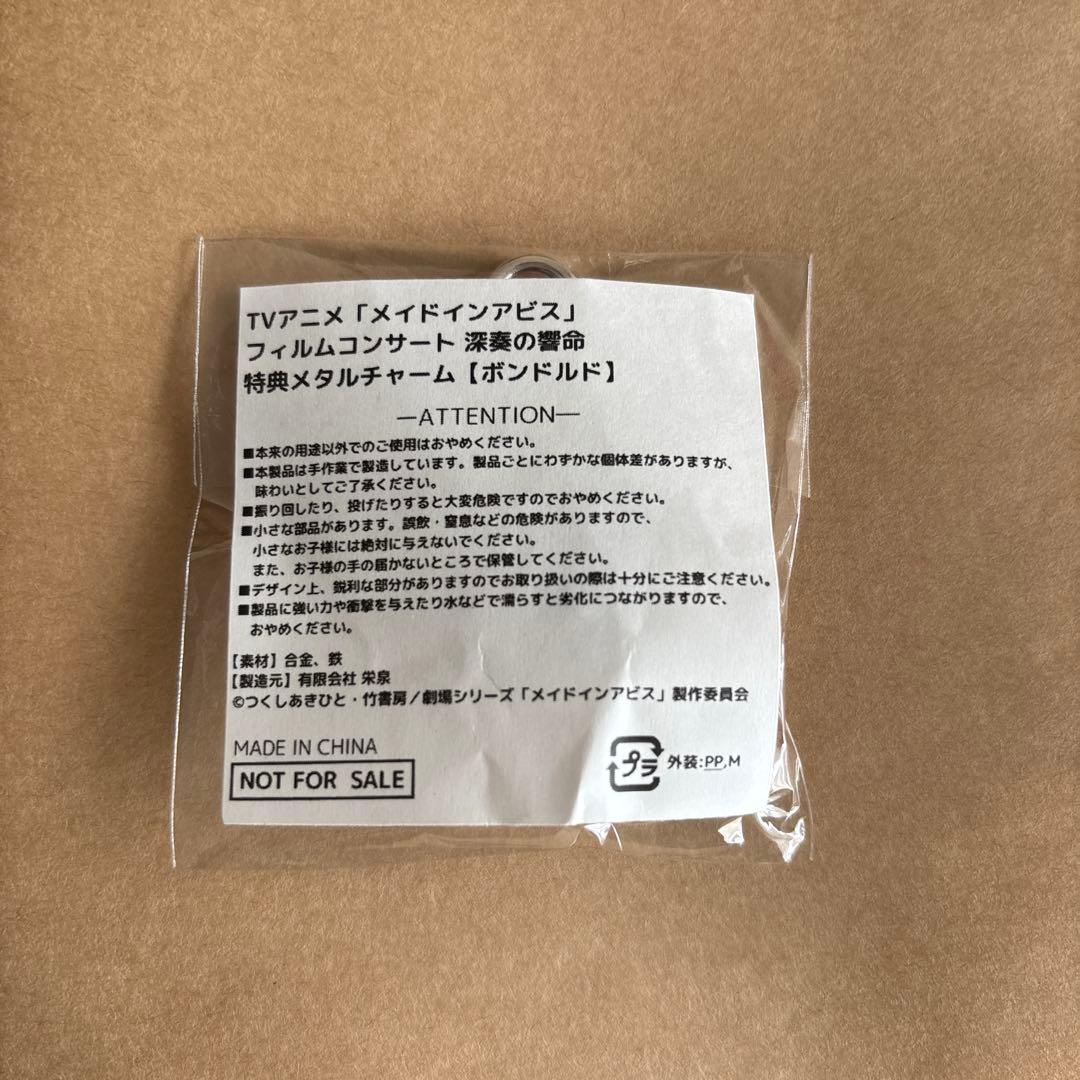 TVアニメ「メイドインアビス」
フィルムコンサート 深奏の響命
特典メタルチャーム【ボンドルド】
―ATTENTION―
■本来の用途以外でのご使用はおやめください。
■本製品は手作業で製造しています。製品ごとにわずかな個体差がありますが、
味わいとしてご了承ください。
■振り回したり、投げたりすると大変危険ですのでおやめください。
■小さな部品があります。誤飲・窒息などの危険がありますので、
小さなお子様には絶対に与えないでください。
また、お子様の手の届かないところで保管してください。
■デザイン上、鋭利な部分がありますのでお取り扱いの際は十分にご注意ください。
■製品に強い力や衝撃を与えたり水などで濡らすと劣化につながりますので、
おやめください。
【素材】合金、鉄
【製造元】有限会社 栄泉
©つくしあきひと・竹書房／劇場シリーズ「メイドインアビス」製作委員会
MADE IN CHINA
NOT FOR SALE
プラ 外装:PP,M